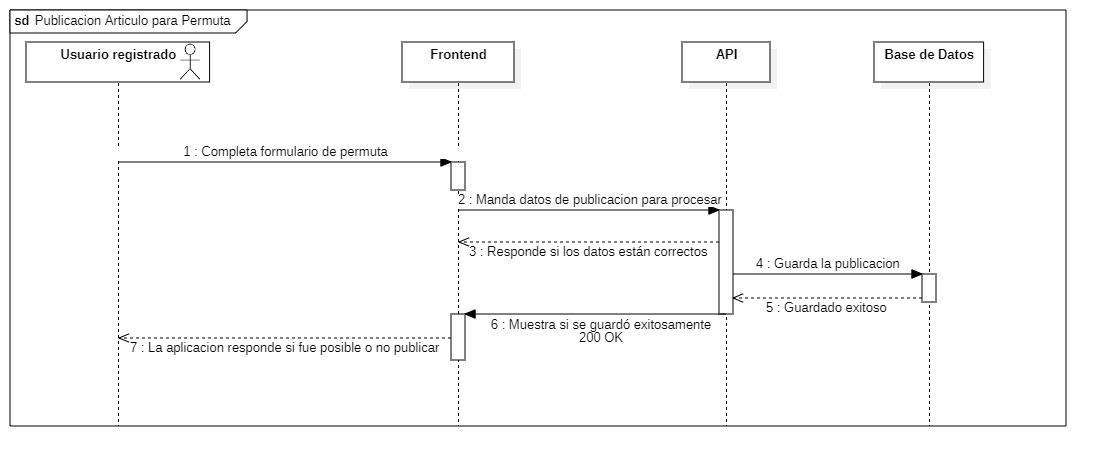 sd Publicacion Articulo para Permuta
Usuario registrado
Frontend
API
Base de Datos
1 : Completa formulario de permuta
2 : Manda datos de publicacion para procesar
3 : Responde si los datos están correctos
4 : Guarda la publicacion
5 : Guardado exitoso
6 : Muestra si se guardó exitosamente
200 OK
7 : La aplicacion responde si fue posible o no publicar